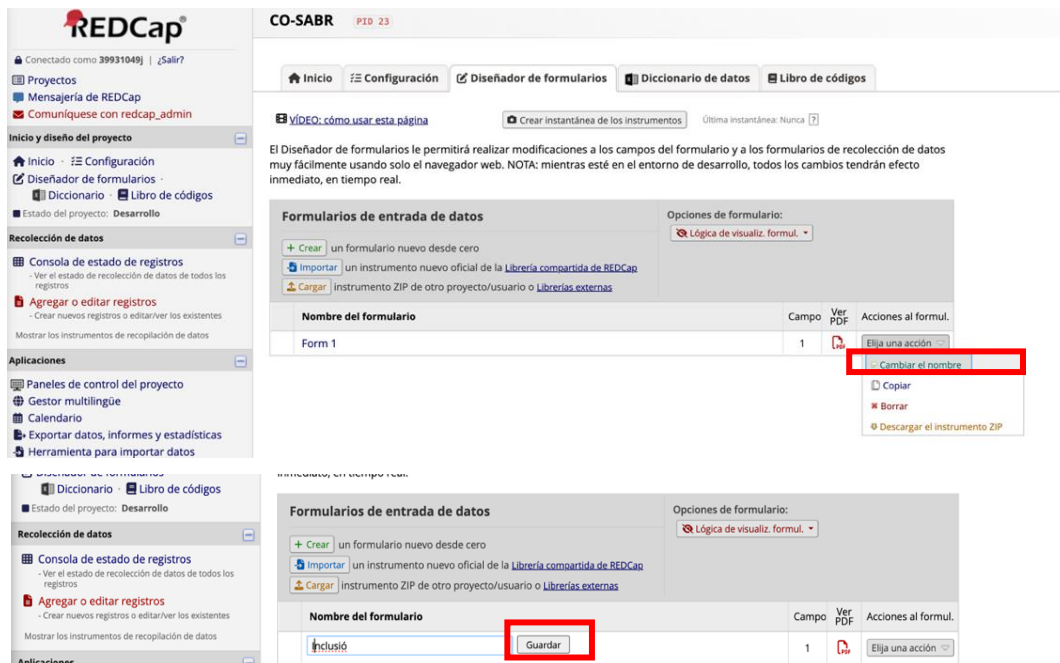 REDCap®
Conectado como 39931049j | ¿Salir?
Proyectos
Mensajería de REDCap
Comuníquese con redcap_admin
Inicio y diseño del proyecto
Inicio · Configuración
Diseñador de formularios ·
Diccionario · Libro de códigos
Estado del proyecto: Desarrollo
Recolección de datos
Consola de estado de registros
- Ver el estado de recolección de datos de todos los
registros
Agregar o editar registros
- Crear nuevos registros o editar/ver los existentes
Mostrar los instrumentos de recopilación de datos
Aplicaciones
Paneles de control del proyecto
Gestor multilingüe
Calendario
Exportar datos, informes y estadísticas
Herramienta para importar datos
CO-SABR PID 23
Inicio Configuración Diseñador de formularios Diccionario de datos Libro de códigos
VÍDEO: cómo usar esta página Crear instantánea de los instrumentos Última instantánea: Nunca ?
El Diseñador de formularios le permitirá realizar modificaciones a los campos del formulario y a los formularios de recolección de datos
muy fácilmente usando solo el navegador web. NOTA: mientras esté en el entorno de desarrollo, todos los cambios tendrán efecto
inmediato, en tiempo real.
Formularios de entrada de datos
+ Crear un formulario nuevo desde cero
Importar un instrumento nuevo oficial de la Librería compartida de REDCap
Cargar instrumento ZIP de otro proyecto/usuario o Librerías externas
Opciones de formulario:
Lógica de visualiz. formul.
Nombre del formulario Campo Ver PDF Acciones al formul.
Form 1 1 Elija una acción
Cambiar el nombre
Copiar
Borrar
Descargar el instrumento ZIP
Diseñador de formularios
Diccionario · Libro de códigos
Estado del proyecto: Desarrollo
Recolección de datos
Consola de estado de registros
- Ver el estado de recolección de datos de todos los
registros
Agregar o editar registros
- Crear nuevos registros o editar/ver los existentes
Mostrar los instrumentos de recopilación de datos
Aplicaciones
inmediato, en tiempo real.
Formularios de entrada de datos
+ Crear un formulario nuevo desde cero
Importar un instrumento nuevo oficial de la Librería compartida de REDCap
Cargar instrumento ZIP de otro proyecto/usuario o Librerías externas
Opciones de formulario:
Lógica de visualiz. formul.
Nombre del formulario Campo Ver PDF Acciones al formul.
Inclusió Guardar 1 Elija una acción